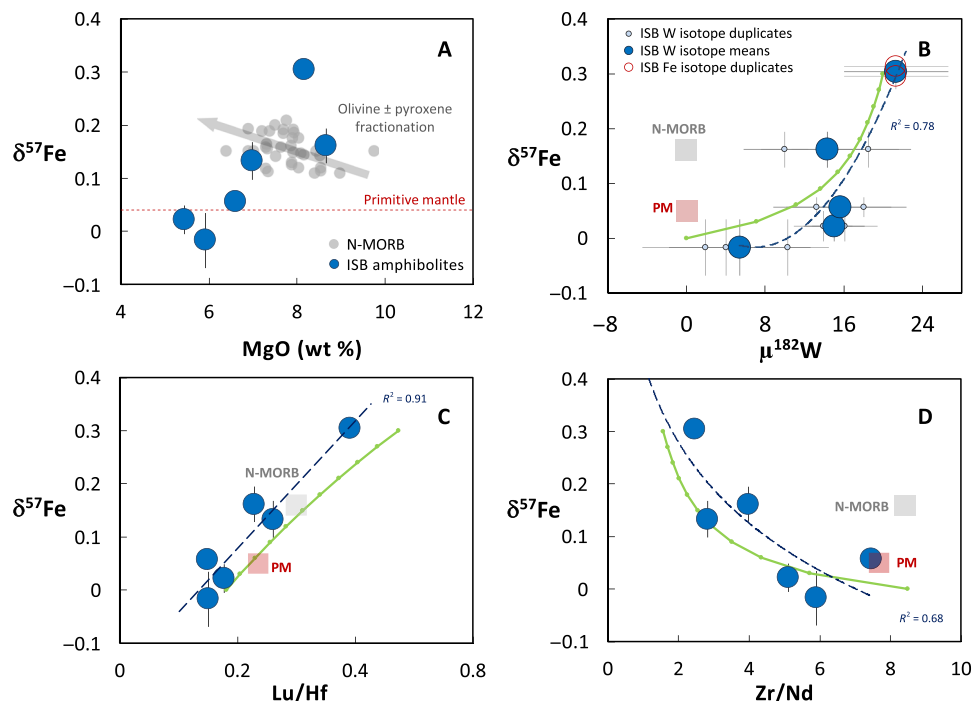 0.4
0.3
0.2
0.1
0
–0.1
δ⁵⁷Fe
A
Olivine ± pyroxene
fractionation
Primitive mantle
N-MORB
ISB amphibolites
4 6 8 10 12
MgO (wt %)
0.4
0.3
0.2
0.1
0
–0.1
δ⁵⁷Fe
ISB W isotope duplicates
ISB W isotope means
ISB Fe isotope duplicates
B
R² = 0.78
N-MORB
PM
–8 0 8 16 24
μ¹⁸²W
0.4
0.3
0.2
0.1
0
–0.1
δ⁵⁷Fe
C
R² = 0.91
N-MORB
PM
0 0.2 0.4 0.6 0.8
Lu/Hf
0.4
0.3
0.2
0.1
0
–0.1
δ⁵⁷Fe
D
N-MORB
PM
R² = 0.68
0 2 4 6 8 10
Zr/Nd